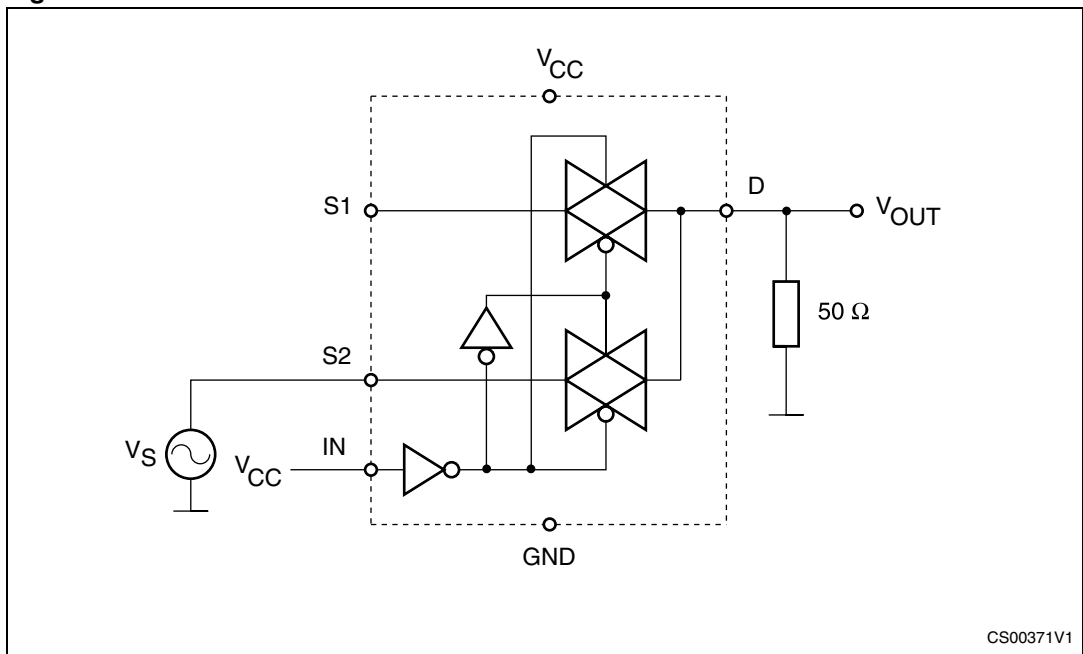 VCC
S1
D
VOUT
50 Ω
S2
IN
VS
VCC
GND
CS00371V1